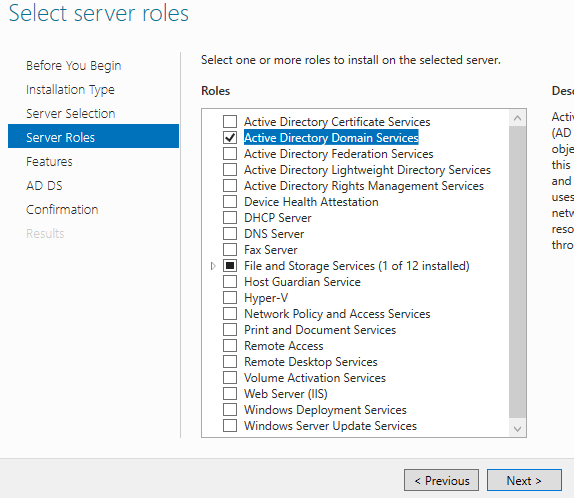 Select server roles
Before You Begin
Installation Type
Server Selection
Server Roles
Features
AD DS
Confirmation
Results
Select one or more roles to install on the selected server.
Roles
Active Directory Certificate Services
Active Directory Domain Services
Active Directory Federation Services
Active Directory Lightweight Directory Services
Active Directory Rights Management Services
Device Health Attestation
DHCP Server
DNS Server
Fax Server
File and Storage Services (1 of 12 installed)
Host Guardian Service
Hyper-V
Network Policy and Access Services
Print and Document Services
Remote Access
Remote Desktop Services
Volume Activation Services
Web Server (IIS)
Windows Deployment Services
Windows Server Update Services
Des
Acti
(AD
obje
this
and
uses
netw
reso
thro
< Previous
Next >